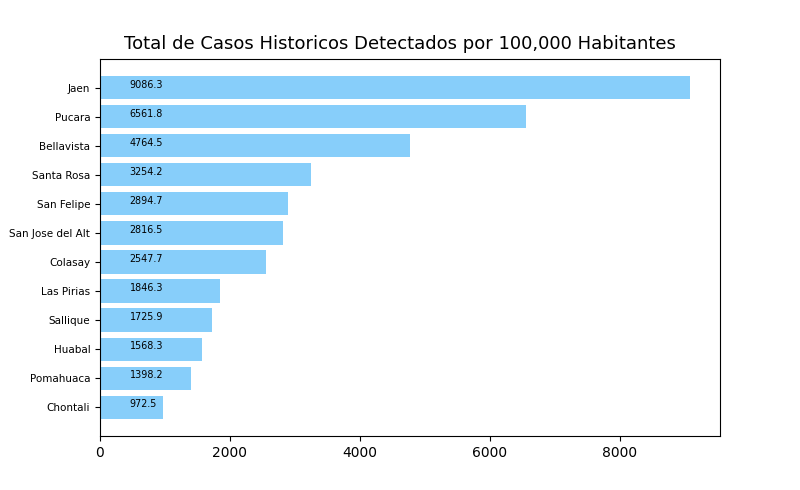 Total de Casos Historicos Detectados por 100,000 Habitantes
Jaen 9086.3
Pucara 6561.8
Bellavista 4764.5
Santa Rosa 3254.2
San Felipe 2894.7
San Jose del Alt 2816.5
Colasay 2547.7
Las Pirias 1846.3
Sallique 1725.9
Huabal 1568.3
Pomahuaca 1398.2
Chontali 972.5
0 2000 4000 6000 8000